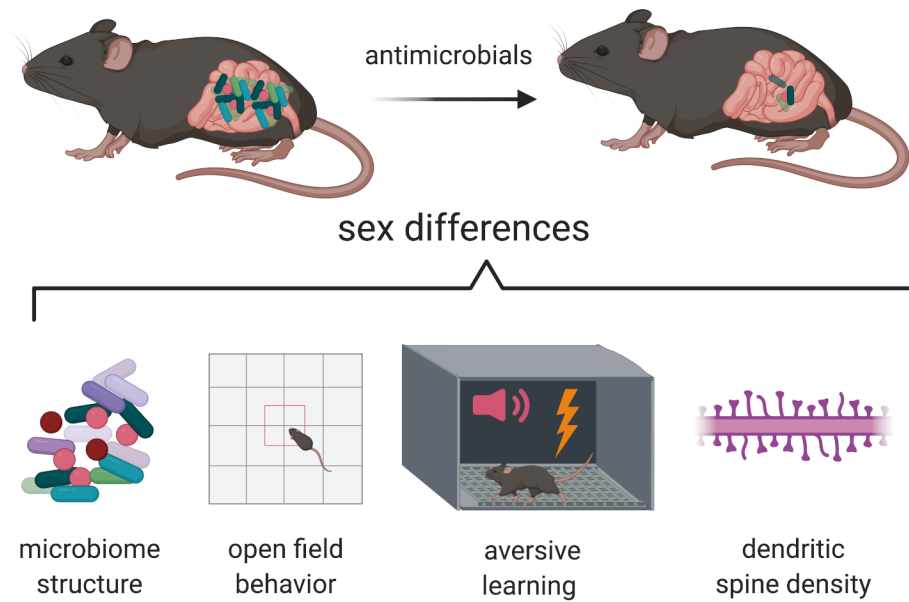 antimicrobials
sex differences
microbiome
structure
open field
behavior
aversive
learning
dendritic
spine density